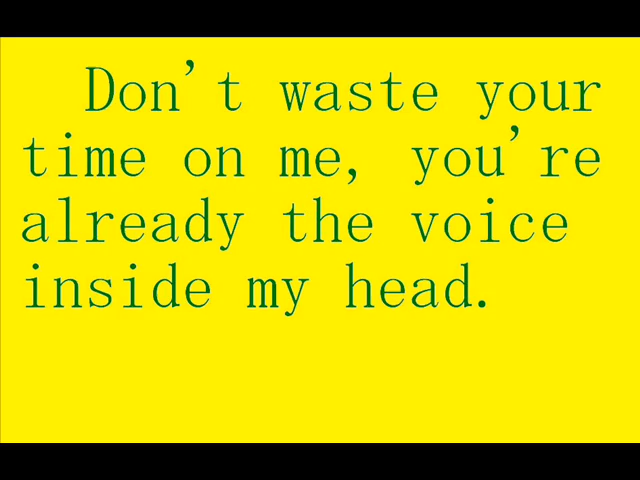 Don't waste your
time on me, you're
already the voice
inside my head.